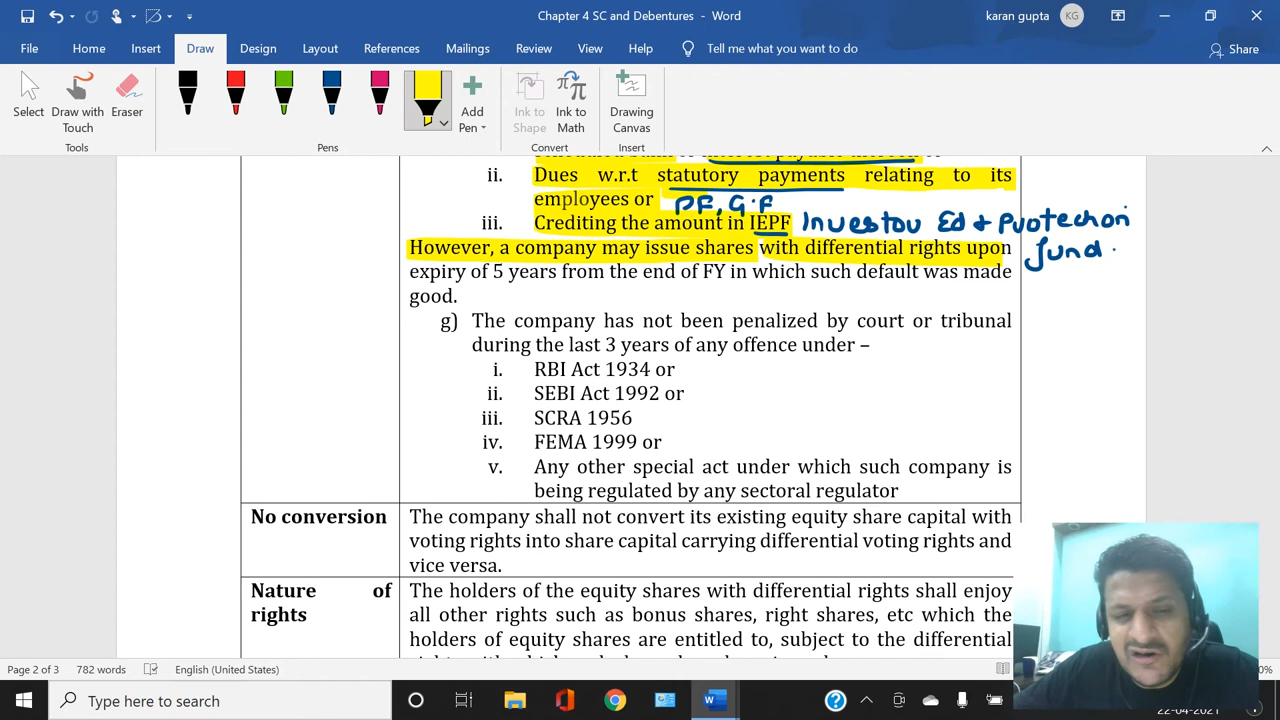 Chapter 4 SC and Debentures - Word
karan gupta
KG
File Home Insert Draw Design Layout References Mailings Review View Help Tell me what you want to do Share
Select Draw with Touch Eraser
Add Pen
Ink to Shape Ink to Math
Drawing Canvas
Tools Pens Convert Insert
ii. Dues w.r.t statutory payments relating to its
employees or PF, G.F
iii. Crediting the amount in IEPF Investor Ed & Protection
fund
However, a company may issue shares with differential rights upon
expiry of 5 years from the end of FY in which such default was made
good.
g) The company has not been penalized by court or tribunal
during the last 3 years of any offence under –
i. RBI Act 1934 or
ii. SEBI Act 1992 or
iii. SCRA 1956
iv. FEMA 1999 or
v. Any other special act under which such company is
being regulated by any sectoral regulator
No conversion The company shall not convert its existing equity share capital with
voting rights into share capital carrying differential voting rights and
vice versa.
Nature of rights The holders of the equity shares with differential rights shall enjoy
all other rights such as bonus shares, right shares, etc which the
holders of equity shares are entitled to, subject to the differential
Page 2 of 3 782 words English (United States)
Type here to search
22-04-2021